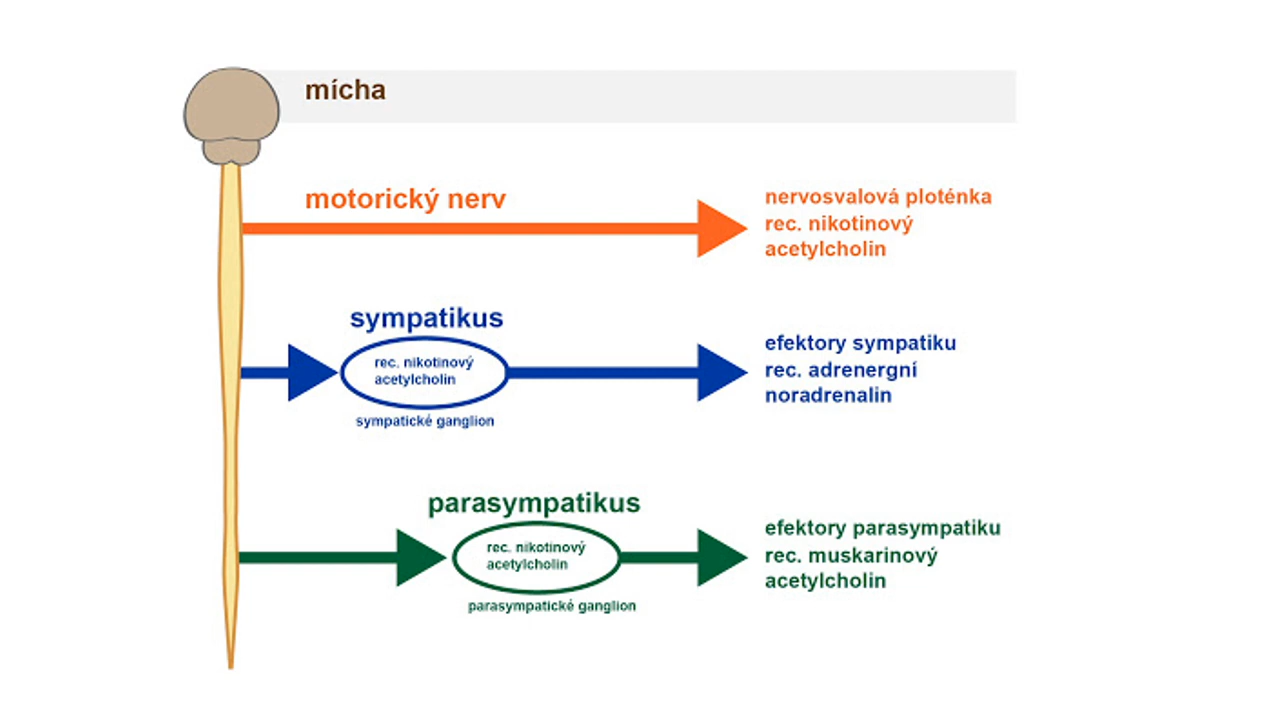 mícha
motorický nerv
nervosvalová ploténka
rec. nikotinový
acetylcholin
sympatikus
rec. nikotinový
acetylcholin
sympatické ganglion
efektory sympatiku
rec. adrenergní
noradrenalin
parasympatikus
rec. nikotinový
acetylcholin
parasympatické ganglion
efektory parasympatiku
rec. muskarinový
acetylcholin